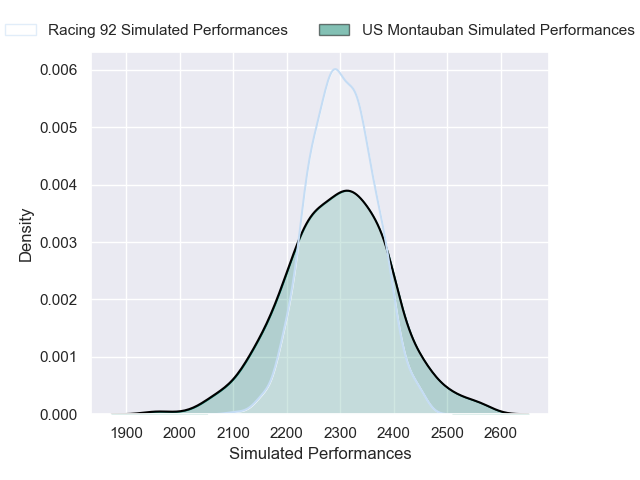 Racing 92 Simulated Performances US Montauban Simulated Performances
0.006
0.005
0.004
0.003
0.002
0.001
0.000
Density
1900 2000 2100 2200 2300 2400 2500 2600
Simulated Performances